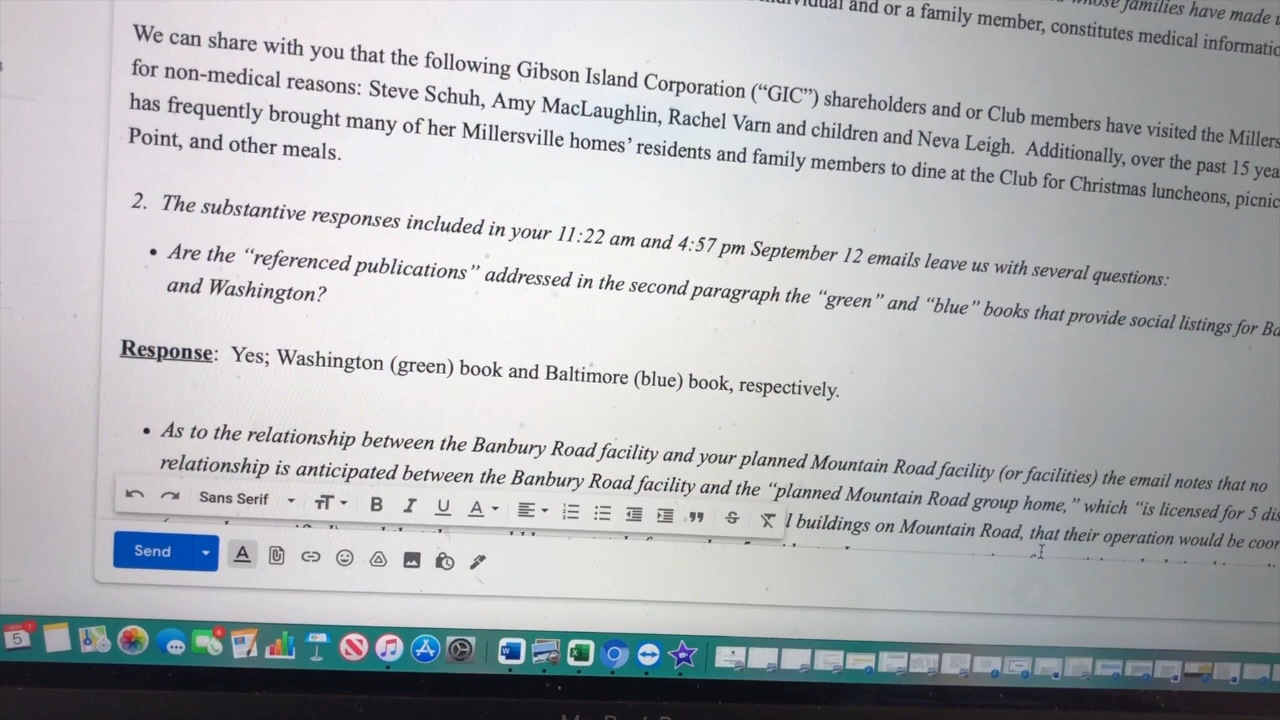 whose families have made
and or a family member, constitutes medical
We can share with you that the following Gibson Island Corporation (“GIC”) shareholders and or Club members have visited the
for non-medical reasons: Steve Schuh, Amy MacLaughlin, Rachel Varn and children and Neva Leigh. Additionally, over the past 15
has frequently brought many of her Millersville homes’ residents and family members to dine at the Club for Christmas luncheons,
Point, and other meals.
2. The substantive responses included in your 11:22 am and 4:57 pm September 12 emails leave us with several questions:
• Are the “referenced publications” addressed in the second paragraph the “green” and “blue” books that provide social listings for
and Washington?
Response: Yes; Washington (green) book and Baltimore (blue) book, respectively.
• As to the relationship between the Banbury Road facility and your planned Mountain Road facility (or facilities) the email notes that no
relationship is anticipated between the Banbury Road facility and the “planned Mountain Road group home,” which “is licensed for 5
buildings on Mountain Road, that their operation would be
Sans Serif
Send
5